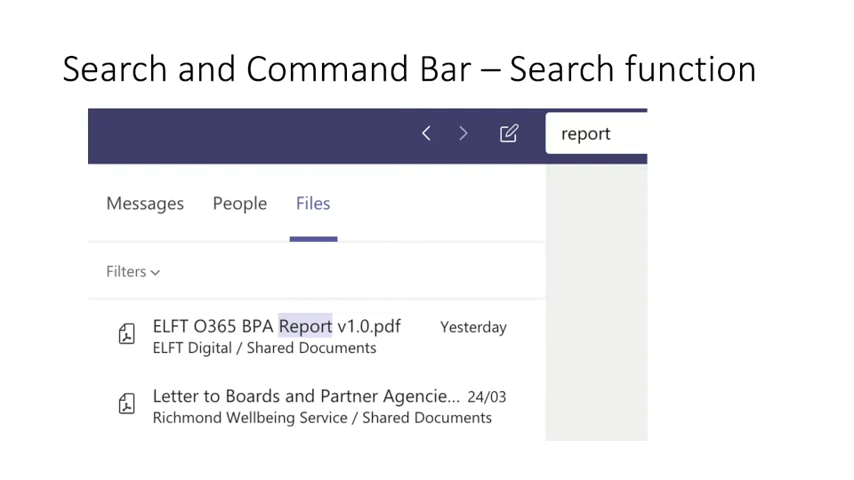 Search and Command Bar – Search function
report
Messages People Files
Filters
ELFT O365 BPA Report v1.0.pdf Yesterday
ELFT Digital / Shared Documents
Letter to Boards and Partner Agencie... 24/03
Richmond Wellbeing Service / Shared Documents